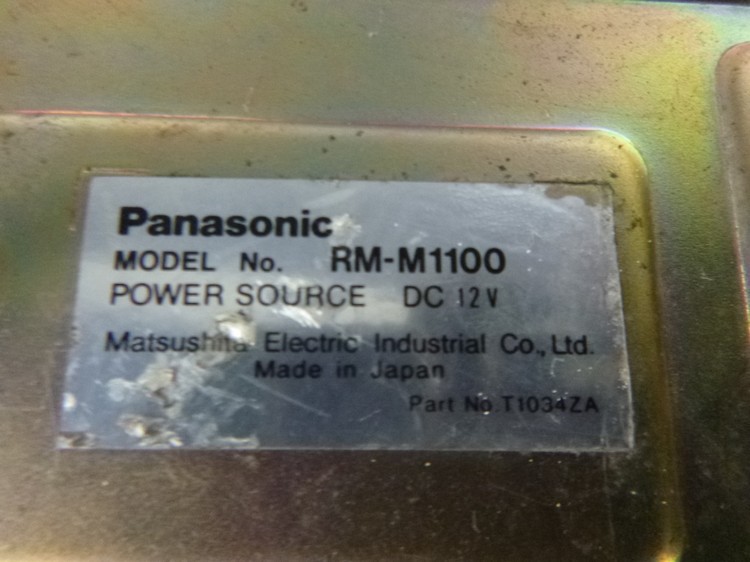 Panasonic
MODEL No. RM-M1100
POWER SOURCE DC 12V
Matsushita Electric Industrial Co., Ltd.
Made in Japan
Part No. T1034ZA